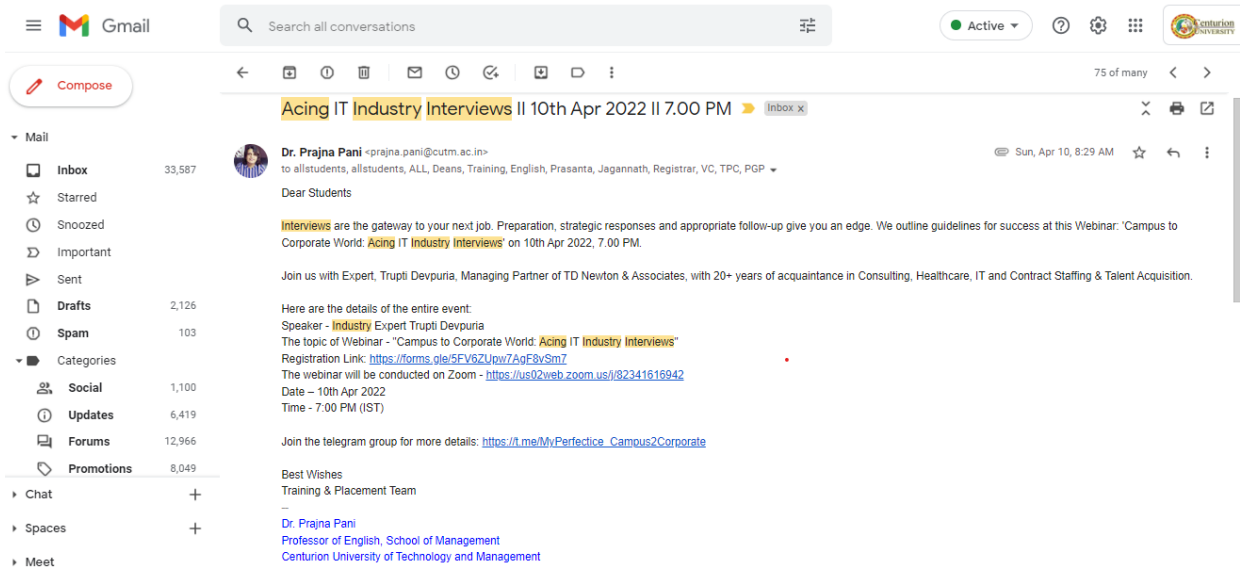 Gmail
Search all conversations
Active
Centurion
UNIVERSITY
Compose
75 of many
Mail
Inbox 33,587
Starred
Snoozed
Important
Sent
Drafts 2,126
Spam 103
Categories
Social 1,100
Updates 6,419
Forums 12,966
Promotions 8,049
Chat
Spaces
Meet
Acing IT Industry Interviews II 10th Apr 2022 II 7.00 PM Inbox x
Dr. Prajna Pani <prajna.pani@cutm.ac.in> Sun, Apr 10, 8:29 AM
to allstudents, allstudents, ALL, Deans, Training, English, Prasanta, Jagannath, Registrar, VC, TPC, PGP
Dear Students
Interviews are the gateway to your next job. Preparation, strategic responses and appropriate follow-up give you an edge. We outline guidelines for success at this Webinar: 'Campus to
Corporate World: Acing IT Industry Interviews' on 10th Apr 2022, 7.00 PM.
Join us with Expert, Trupti Devpuria, Managing Partner of TD Newton & Associates, with 20+ years of acquaintance in Consulting, Healthcare, IT and Contract Staffing & Talent Acquisition.
Here are the details of the entire event:
Speaker - Industry Expert Trupti Devpuria
The topic of Webinar - "Campus to Corporate World: Acing IT Industry Interviews"
Registration Link: https://forms.gle/5FV6ZUpw7AgF8vSm7
The webinar will be conducted on Zoom - https://us02web.zoom.us/j/82341616942
Date – 10th Apr 2022
Time - 7:00 PM (IST)
Join the telegram group for more details: https://t.me/MyPerfectice_Campus2Corporate
Best Wishes
Training & Placement Team
--
Dr. Prajna Pani
Professor of English, School of Management
Centurion University of Technology and Management